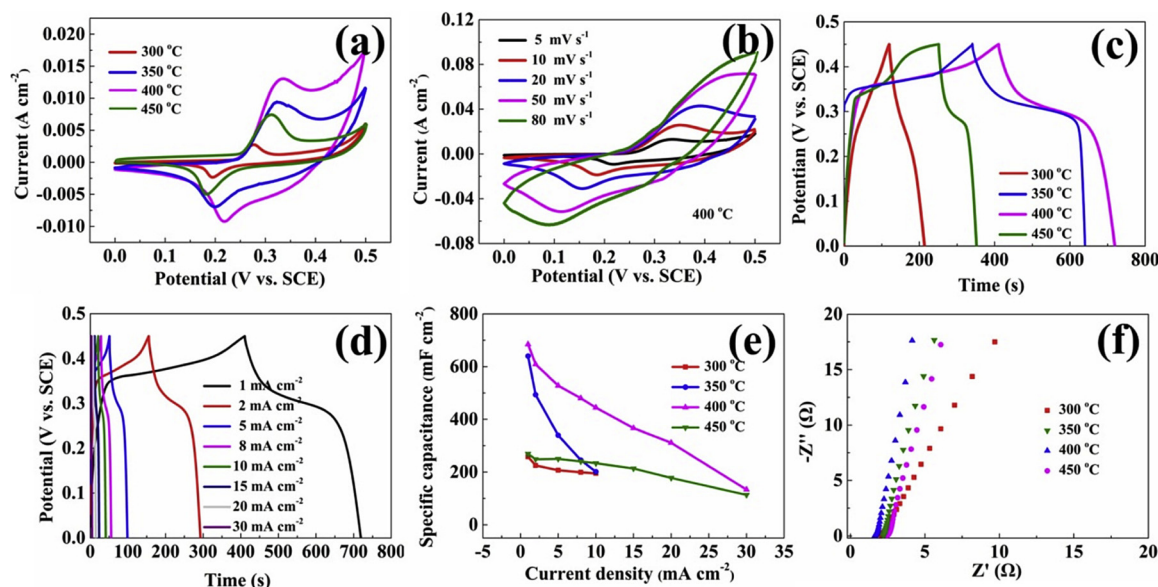 (a)
0.020
0.015
0.010
0.005
0.000
-0.005
-0.010
300 °C
350 °C
400 °C
450 °C
0.0 0.1 0.2 0.3 0.4 0.5
Potential (V vs. SCE)
Current (A cm-2)
(b)
0.12
0.08
0.04
0.00
-0.04
-0.08
5 mV s-1
10 mV s-1
20 mV s-1
50 mV s-1
80 mV s-1
400 °C
0.0 0.1 0.2 0.3 0.4 0.5
Potential (V vs. SCE)
Current (A cm-2)
(c)
0.5
0.4
0.3
0.2
0.1
0.0
300 °C
350 °C
400 °C
450 °C
0 200 400 600 800
Time (s)
Potentian (V vs. SCE)
(d)
0.5
0.4
0.3
0.2
0.1
0.0
1 mA cm-2
2 mA cm-2
5 mA cm-2
8 mA cm-2
10 mA cm-2
15 mA cm-2
20 mA cm-2
30 mA cm-2
0 100 200 300 400 500 600 700 800
Time (s)
Potential (V vs. SCE)
(e)
800
600
400
200
0
300 °C
350 °C
400 °C
450 °C
-5 0 5 10 15 20 25 30 35
Current density (mA cm-2)
Specific capacitance (mF cm-2)
(f)
-20
-15
-10
-5
0
300 °C
350 °C
400 °C
450 °C
0 5 10 15 20
Z' (Ω)
-Z'' (Ω)